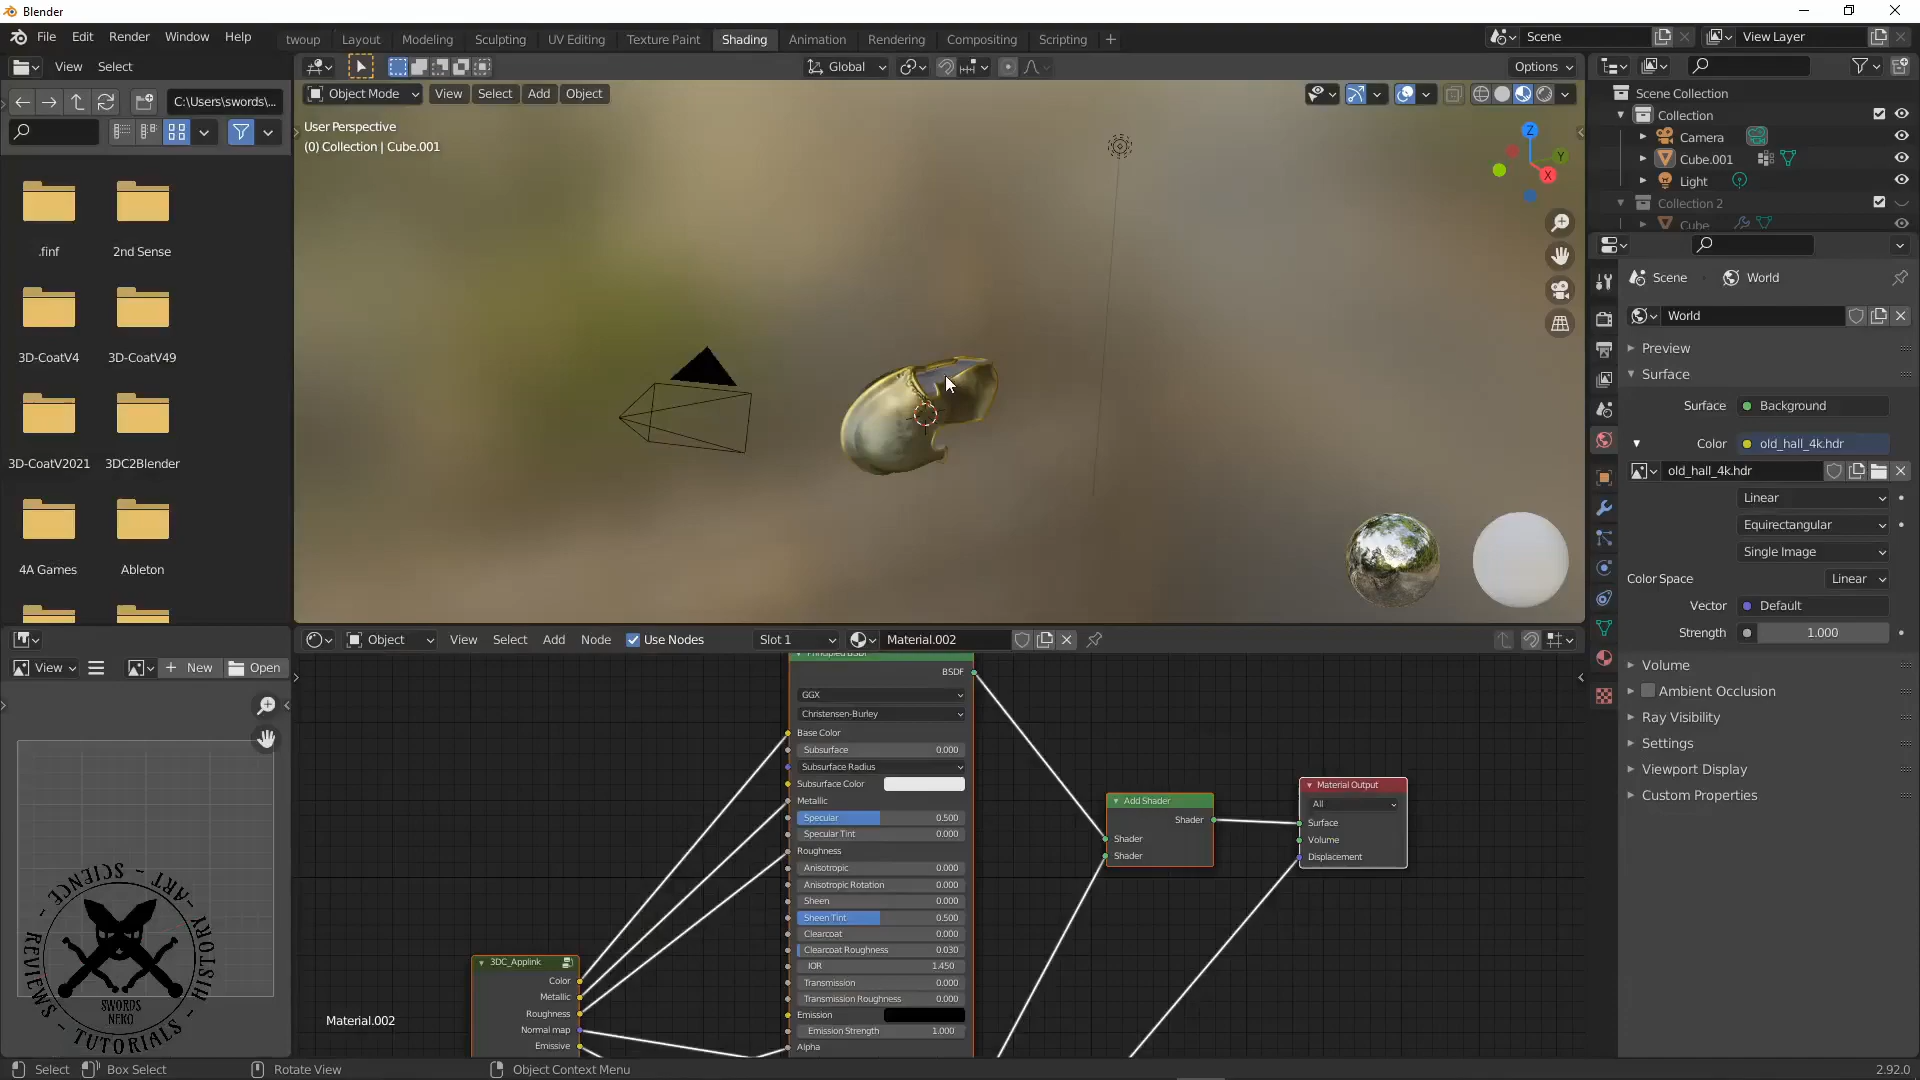 Blender
File Edit Render Window Help
twoup Layout Modeling Sculpting UV Editing Texture Paint Shading Animation Rendering Compositing Scripting
Scene
View Layer
View Select
Global
Options
C:\Users\swords\...
Object Mode View Select Add Object
User Perspective
(0) Collection | Cube.001
Z
Y
X
.finf
2nd Sense
3D-CoatV4
3D-CoatV49
3D-CoatV2021
3DC2Blender
4A Games
Ableton
Scene Collection
Collection
Camera
Cube.001
Light
Collection 2
Cube
Scene
World
World
Preview
Surface
Surface
Background
Color
old_hall_4k.hdr
old_hall_4k.hdr
Linear
Equirectangular
Single Image
Color Space
Linear
Vector
Default
Strength
1.000
Volume
Ambient Occlusion
Ray Visibility
Settings
Viewport Display
Custom Properties
Object View Select Add Node Use Nodes Slot 1 Material.002
View
New
Open
Principled BSDF
BSDF
GGX
Christensen-Burley
Base Color
Subsurface 0.000
Subsurface Radius
Subsurface Color
Metallic
Specular 0.500
Specular Tint 0.000
Roughness
Anisotropic 0.000
Anisotropic Rotation 0.000
Sheen 0.000
Sheen Tint 0.500
Clearcoat 0.000
Clearcoat Roughness 0.030
IOR 1.450
Transmission 0.000
Transmission Roughness 0.000
Emission
Emission Strength 1.000
Alpha
3DC_Applink
Color
Metallic
Roughness
Normal map
Emissive
Add Shader
Shader
Shader
Shader
Material Output
All
Surface
Volume
Displacement
Material.002
SCIENCE - ART - HISTORY
REVIEWS - TUTORIALS
SWORDS
NEKO
Select
Box Select
Rotate View
Object Context Menu
2.92.0